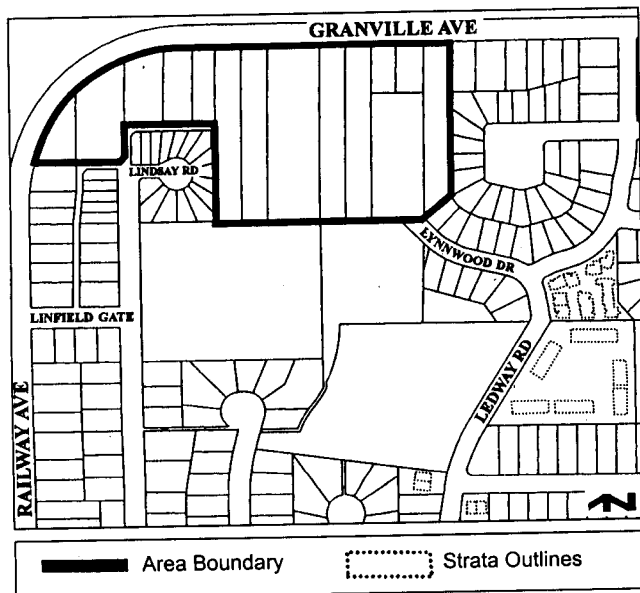 GRANVILLE AVE
LINDSAY RD
LYNNWOOD DR
LINFIELD GATE
LEDWAY RD
RAILWAY AVE
N
Area Boundary
Strata Outlines